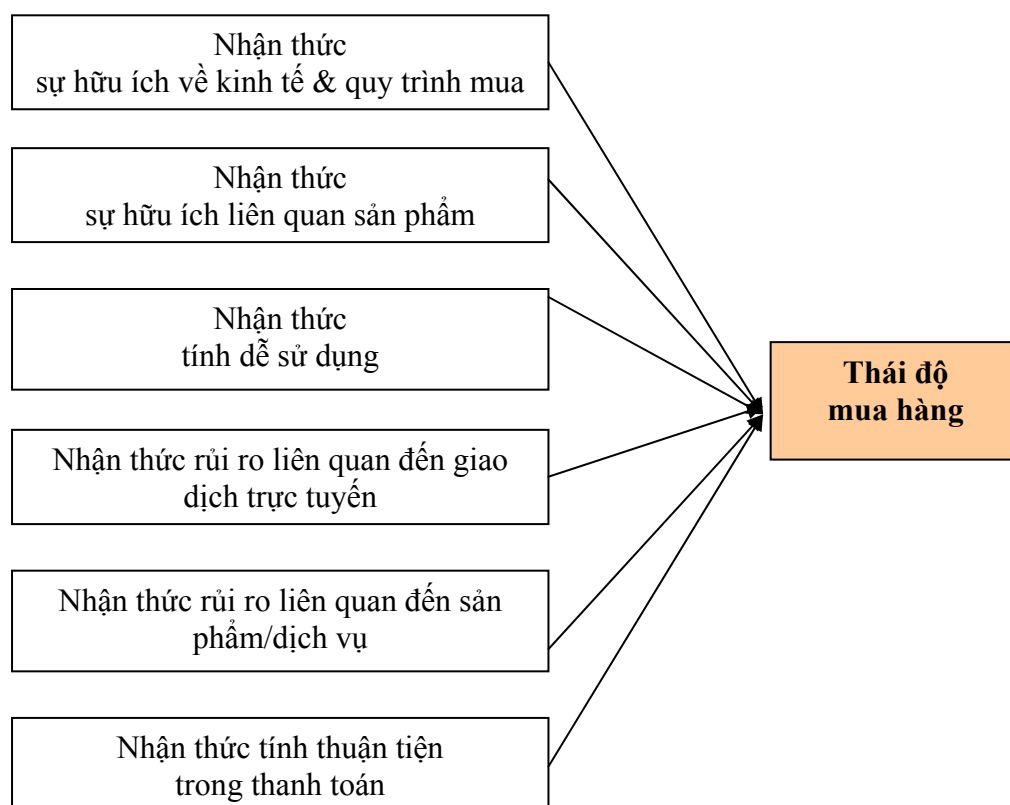 Nhận thức
sự hữu ích về kinh tế & quy trình mua
Nhận thức
sự hữu ích liên quan sản phẩm
Nhận thức
tính dễ sử dụng
Thái độ
mua hàng
Nhận thức rủi ro liên quan đến giao
dịch trực tuyến
Nhận thức rủi ro liên quan đến sản
phẩm/dịch vụ
Nhận thức tính thuận tiện
trong thanh toán